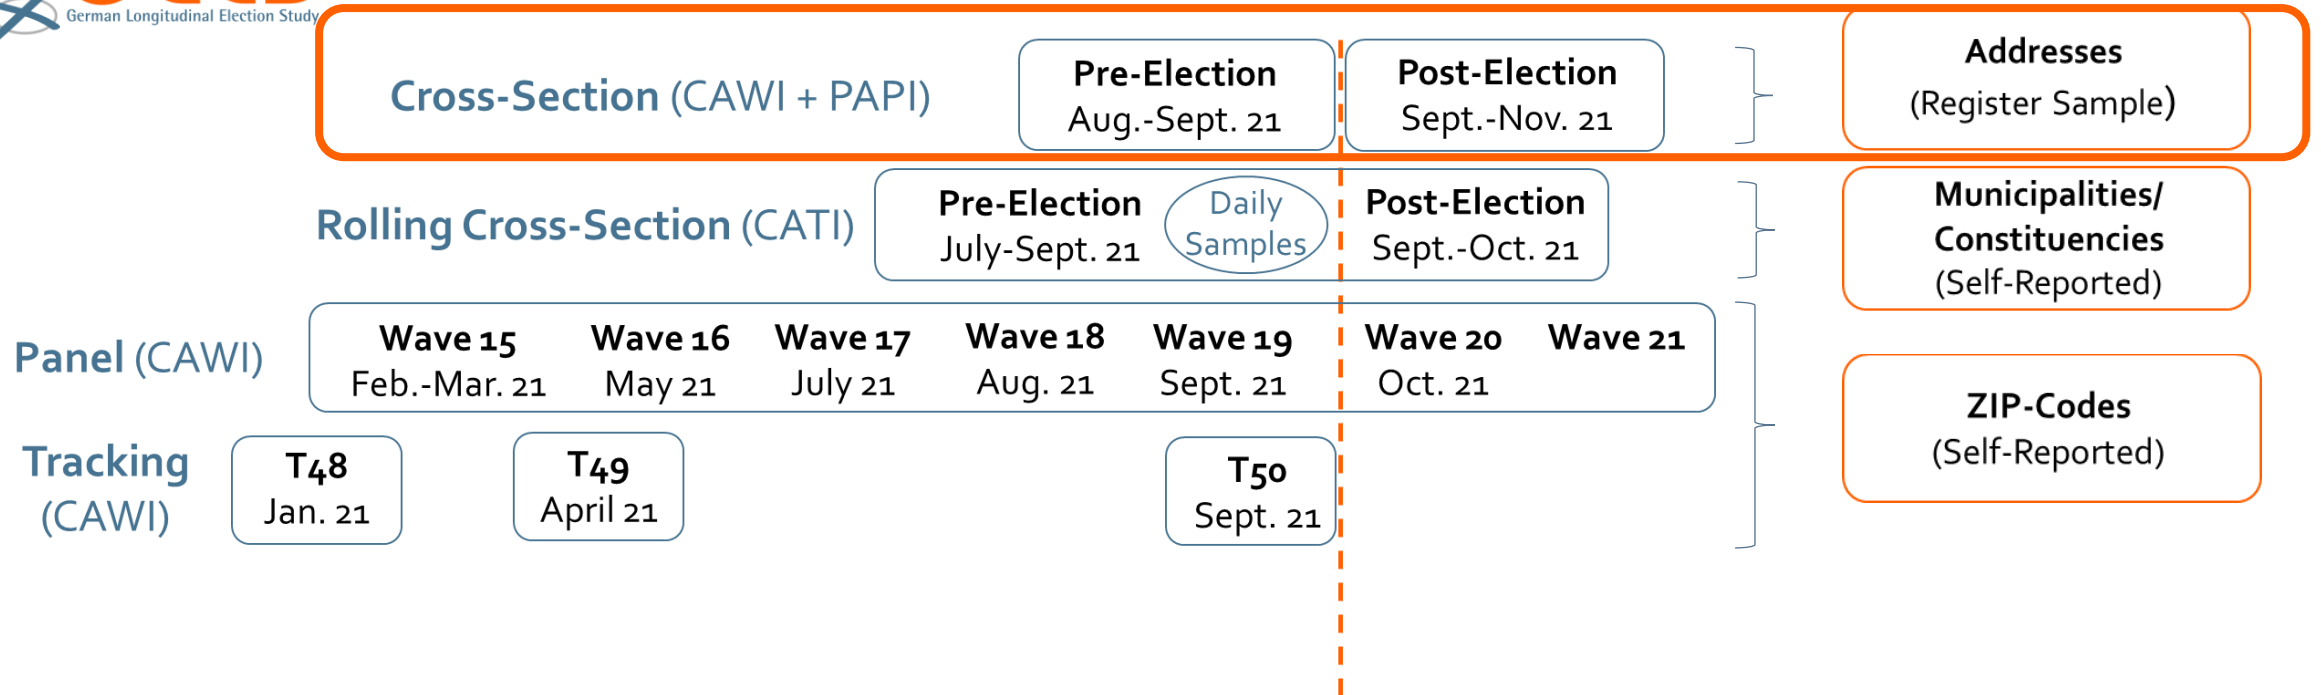 German Longitudinal Election Study
Cross-Section (CAWI + PAPI)
Pre-Election
Aug.-Sept. 21
Post-Election
Sept.-Nov. 21
Addresses
(Register Sample)
Rolling Cross-Section (CATI)
Pre-Election
July-Sept. 21
Daily
Samples
Post-Election
Sept.-Oct. 21
Municipalities/
Constituencies
(Self-Reported)
Panel (CAWI)
Wave 15
Feb.-Mar. 21
Wave 16
May 21
Wave 17
July 21
Wave 18
Aug. 21
Wave 19
Sept. 21
Wave 20
Oct. 21
Wave 21
ZIP-Codes
(Self-Reported)
Tracking
(CAWI)
T48
Jan. 21
T49
April 21
T50
Sept. 21